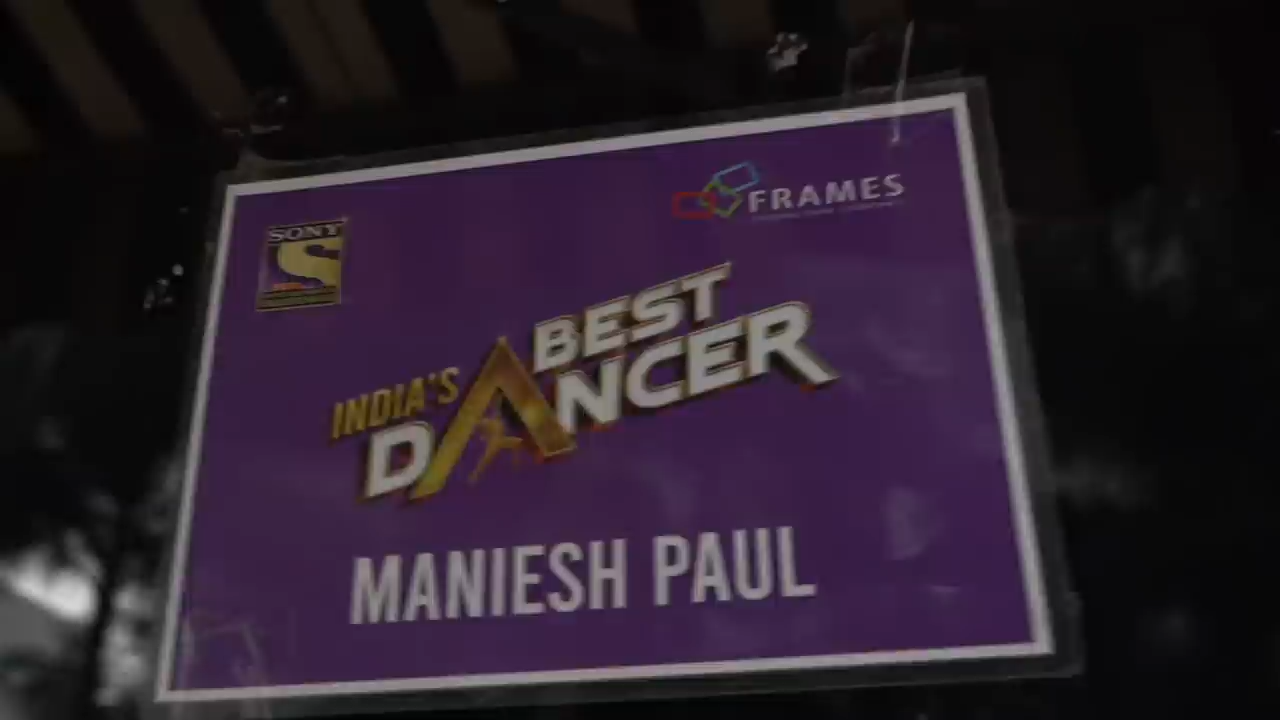 FRAMES
SONY
INDIA'S
BEST
DANCER
MANIESH PAUL